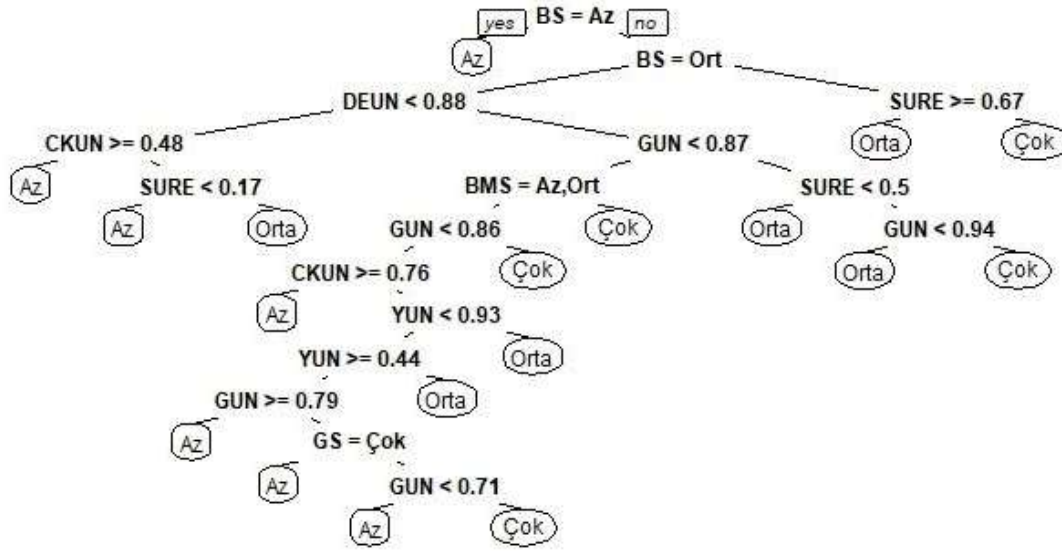 yes BS = Az no
Az BS = Ort
DEUN < 0.88 SURE >= 0.67
CKUN >= 0.48 GUN < 0.87 Orta Çok
Az SURE < 0.17 BMS = Az,Ort SURE < 0.5
Az Orta GUN < 0.86 Çok Orta GUN < 0.94
CKUN >= 0.76 Çok Orta Çok
Az YUN < 0.93
YUN >= 0.44 Orta
GUN >= 0.79 Orta
Az GS = Çok
Az GUN < 0.71
Az Çok